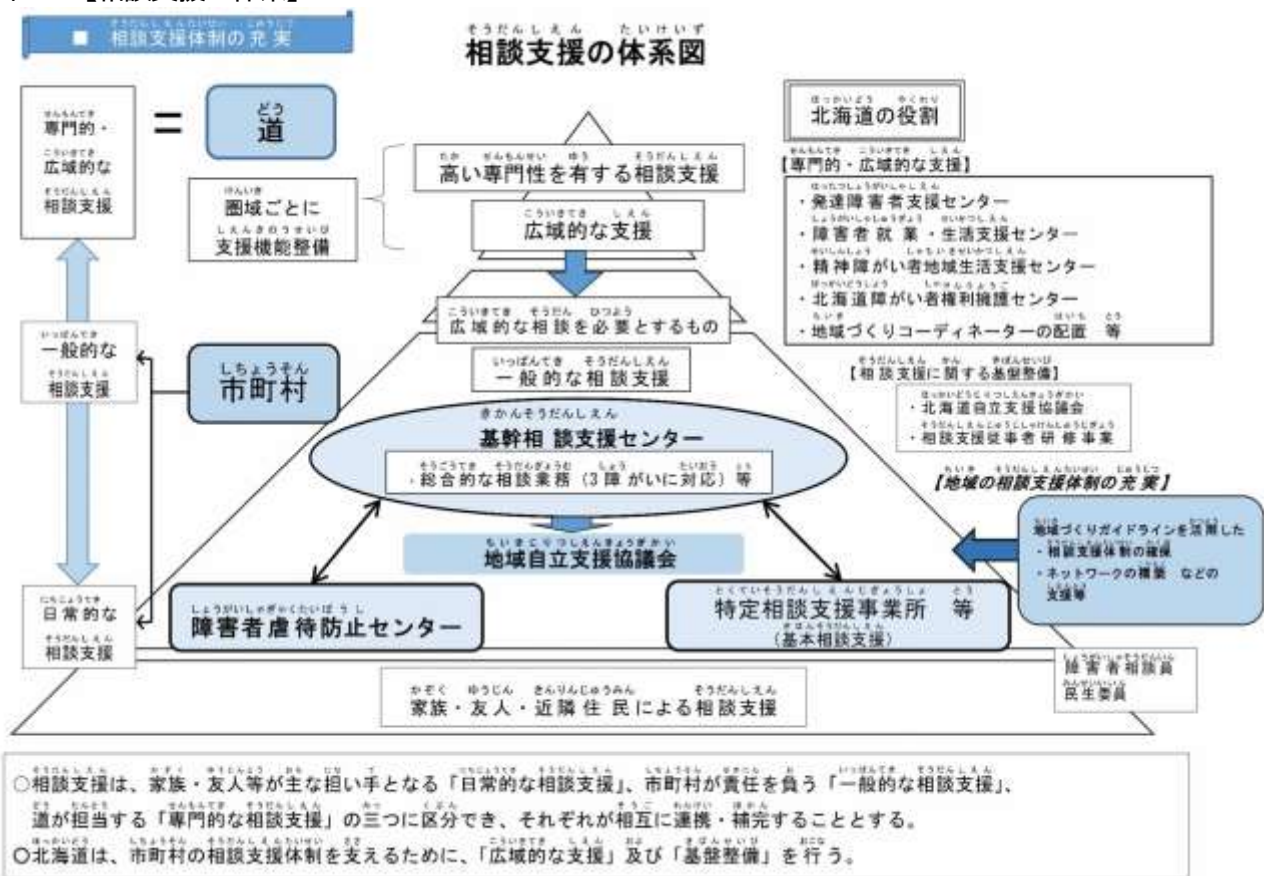 ■ 相談支援体制の充実
相談支援の体系図
専門的・
広域的な
相談支援
=
道
圏域ごとに
支援機能整備
高い専門性を有する相談支援
広域的な支援
北海道の役割
【専門的・広域的な支援】
・発達障害者支援センター
・障害者就業・生活支援センター
・精神障がい者地域生活支援センター
・北海道障がい者権利擁護センター
・地域づくりコーディネーターの配置 等
【相談支援に関する基盤整備】
・北海道自立支援協議会
・相談支援従事者研修事業
広域的な相談を必要とするもの
一般的な相談支援
一般的な
相談支援
市町村
基幹相談支援センター
・総合的な相談業務（3障がいに対応）等
地域自立支援協議会
【地域の相談支援体制の充実】
地域づくりガイドラインを活用した
・相談支援体制の確保
・ネットワークの構築 などの
支援等
日常的な
相談支援
障害者虐待防止センター
特定相談支援事業所 等
(基本相談支援)
障害者相談員
民生委員
家族・友人・近隣住民による相談支援
○相談支援は、家族・友人等が主な担い手となる「日常的な相談支援」、市町村が責任を負う「一般的な相談支援」、
道が担当する「専門的な相談支援」の三つに区分でき、それぞれが相互に連携・補完することとする。
○北海道は、市町村の相談支援体制を支えるために、「広域的な支援」及び「基盤整備」を行う。